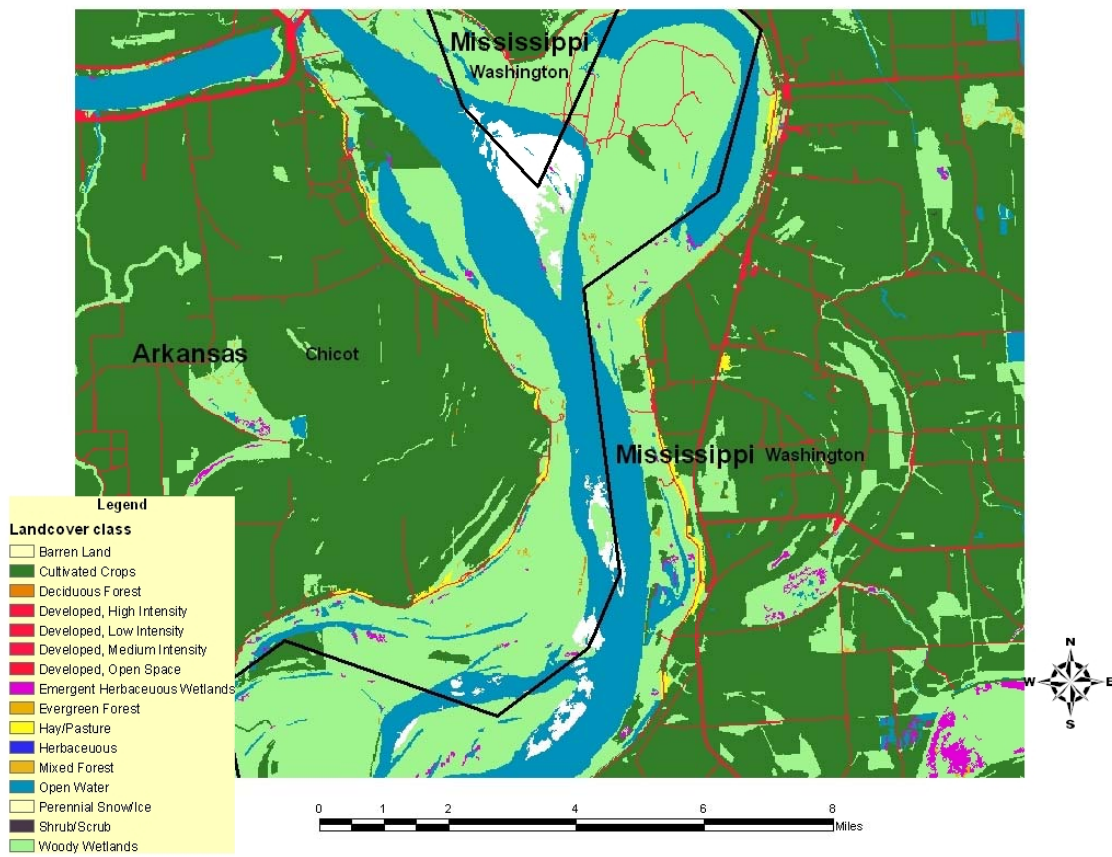 Mississippi
Washington
Arkansas
Chicot
Mississippi
Washington
Legend
Landcover class
Barren Land
Cultivated Crops
Deciduous Forest
Developed, High Intensity
Developed, Low Intensity
Developed, Medium Intensity
Developed, Open Space
Emergent Herbaceuous Wetlands
Evergreen Forest
Hay/Pasture
Herbaceuous
Mixed Forest
Open Water
Perennial Snow/Ice
Shrub/Scrub
Woody Wetlands
N
W E
S
0 1 2 4 6 8
Miles